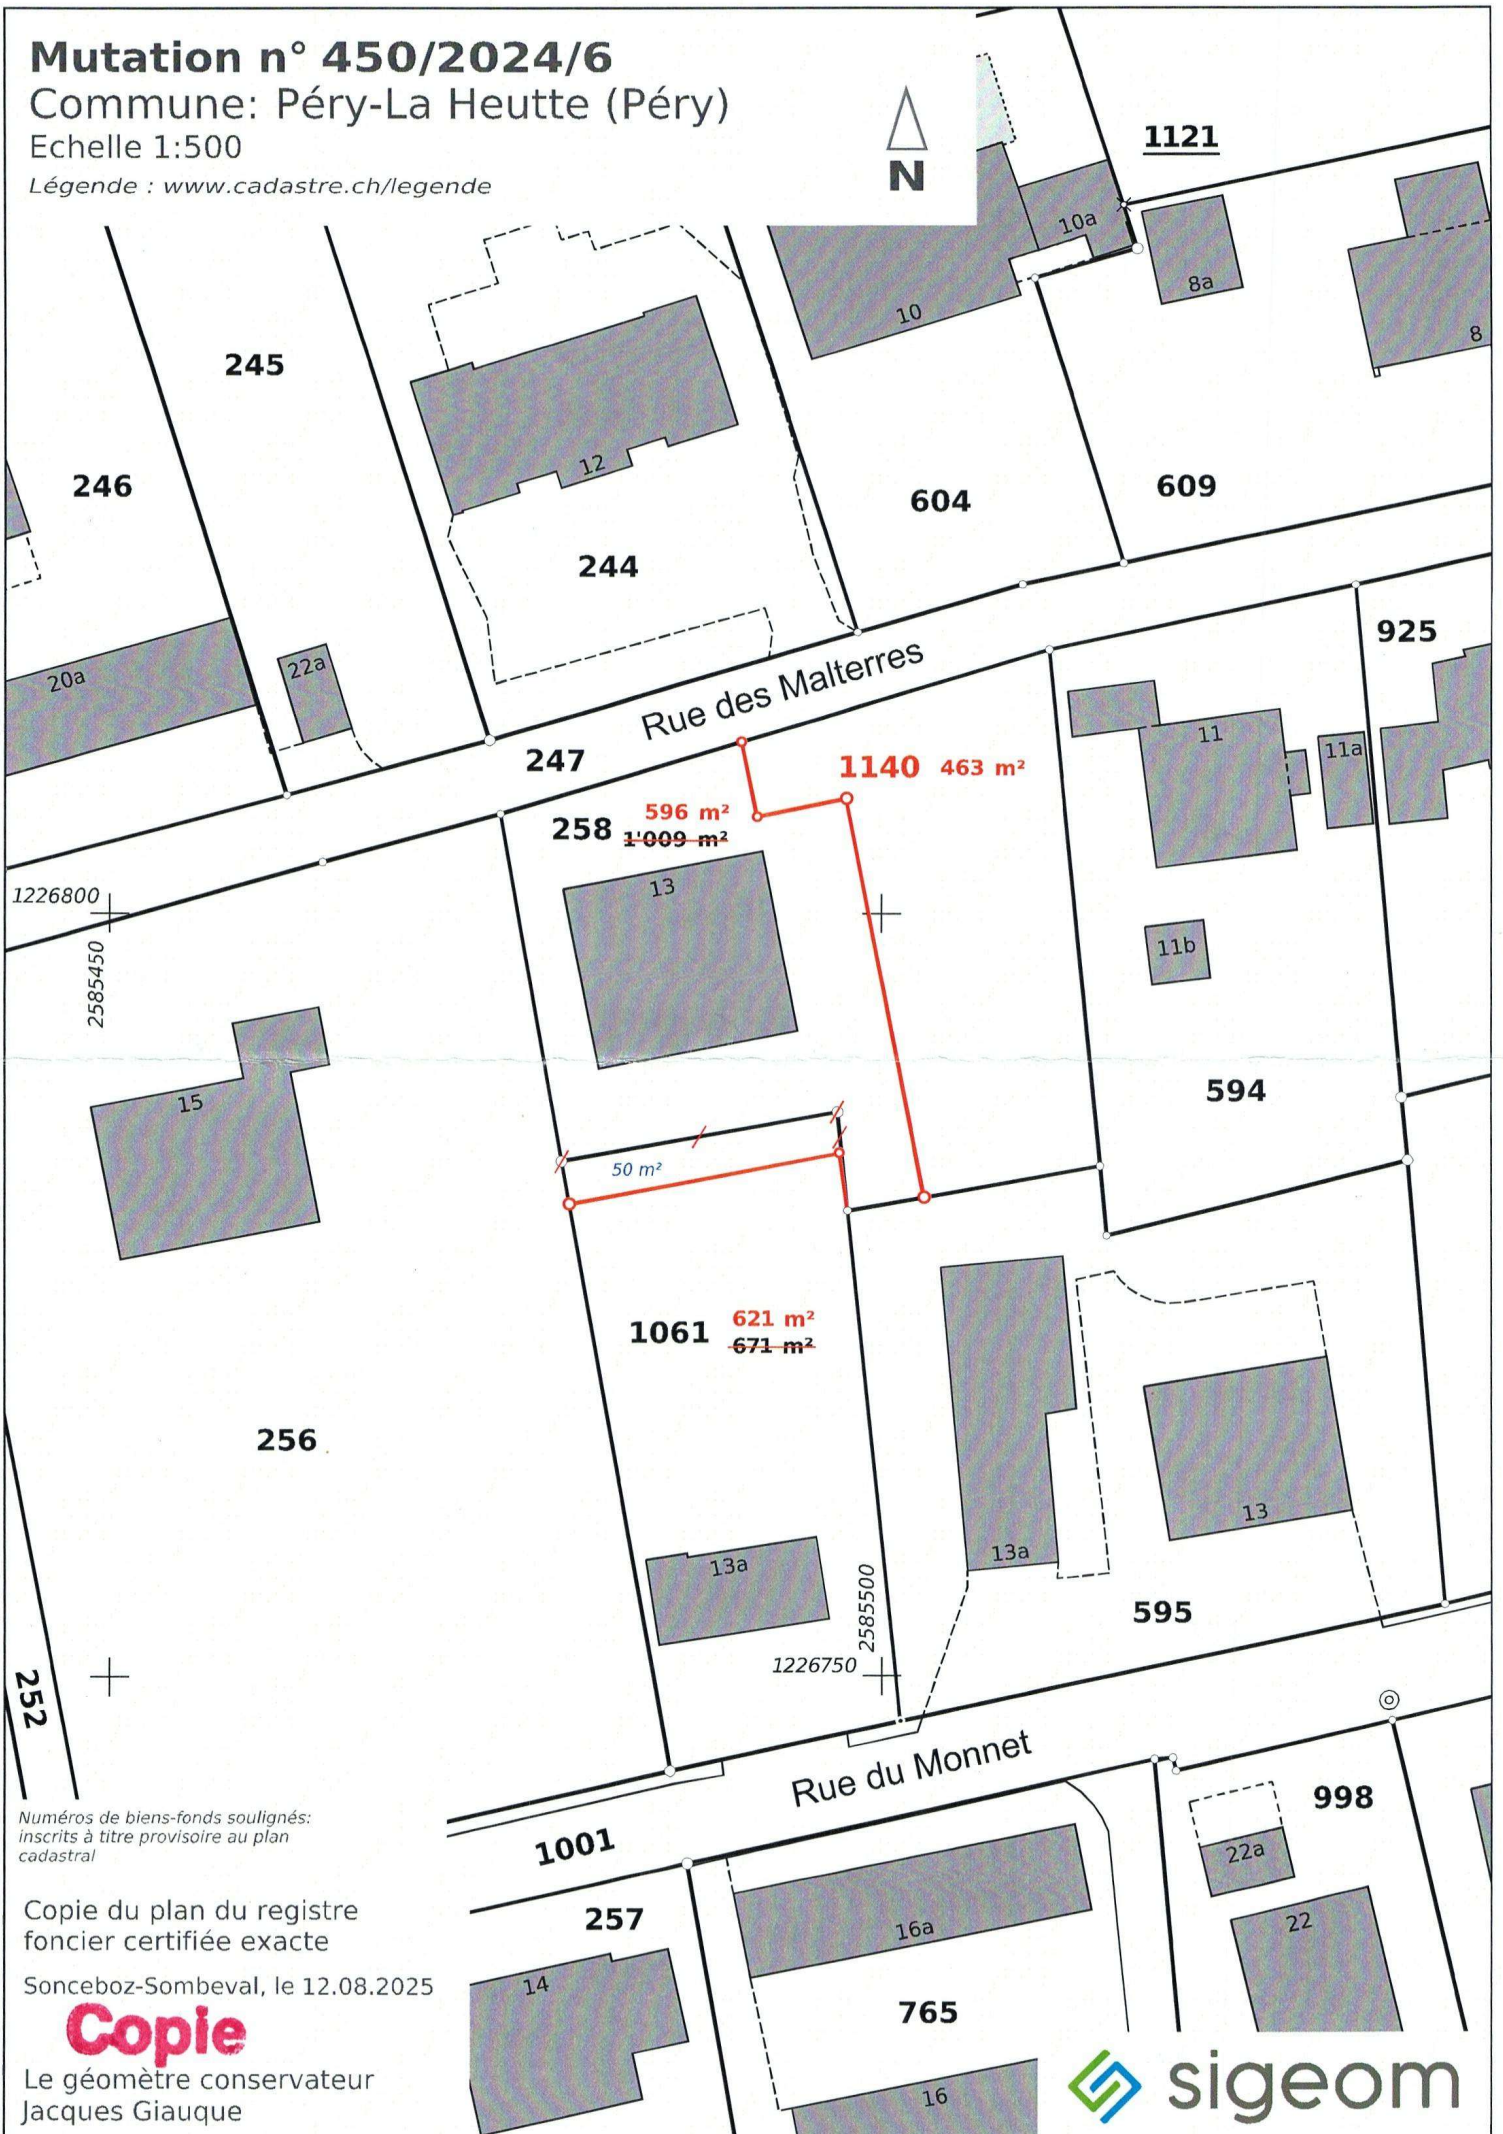 Mutation n° 450/2024/6
Commune: Péry-La Heutte (Péry)
Echelle 1:500
Légende : www.cadastre.ch/legende
N
1121
10a
8a
10
8
245
246
12
604
609
244
925
20a
22a
Rue des Malterres
247
11
11a
1140 463 m²
596 m²
258 1'009 m²
13
1226800
2585450
11b
15
594
50 m²
621 m²
1061 671 m²
256
13a
13
13a
595
2585500
1226750
252
Rue du Monnet
Numéros de biens-fonds soulignés:
inscrits à titre provisoire au plan
cadastral
1001
998
22a
257
16a
22
Copie du plan du registre
foncier certifiée exacte
Sonceboz-Sombeval, le 12.08.2025
14
765
Copie
Le géomètre conservateur
Jacques Giauque
16
sigeom